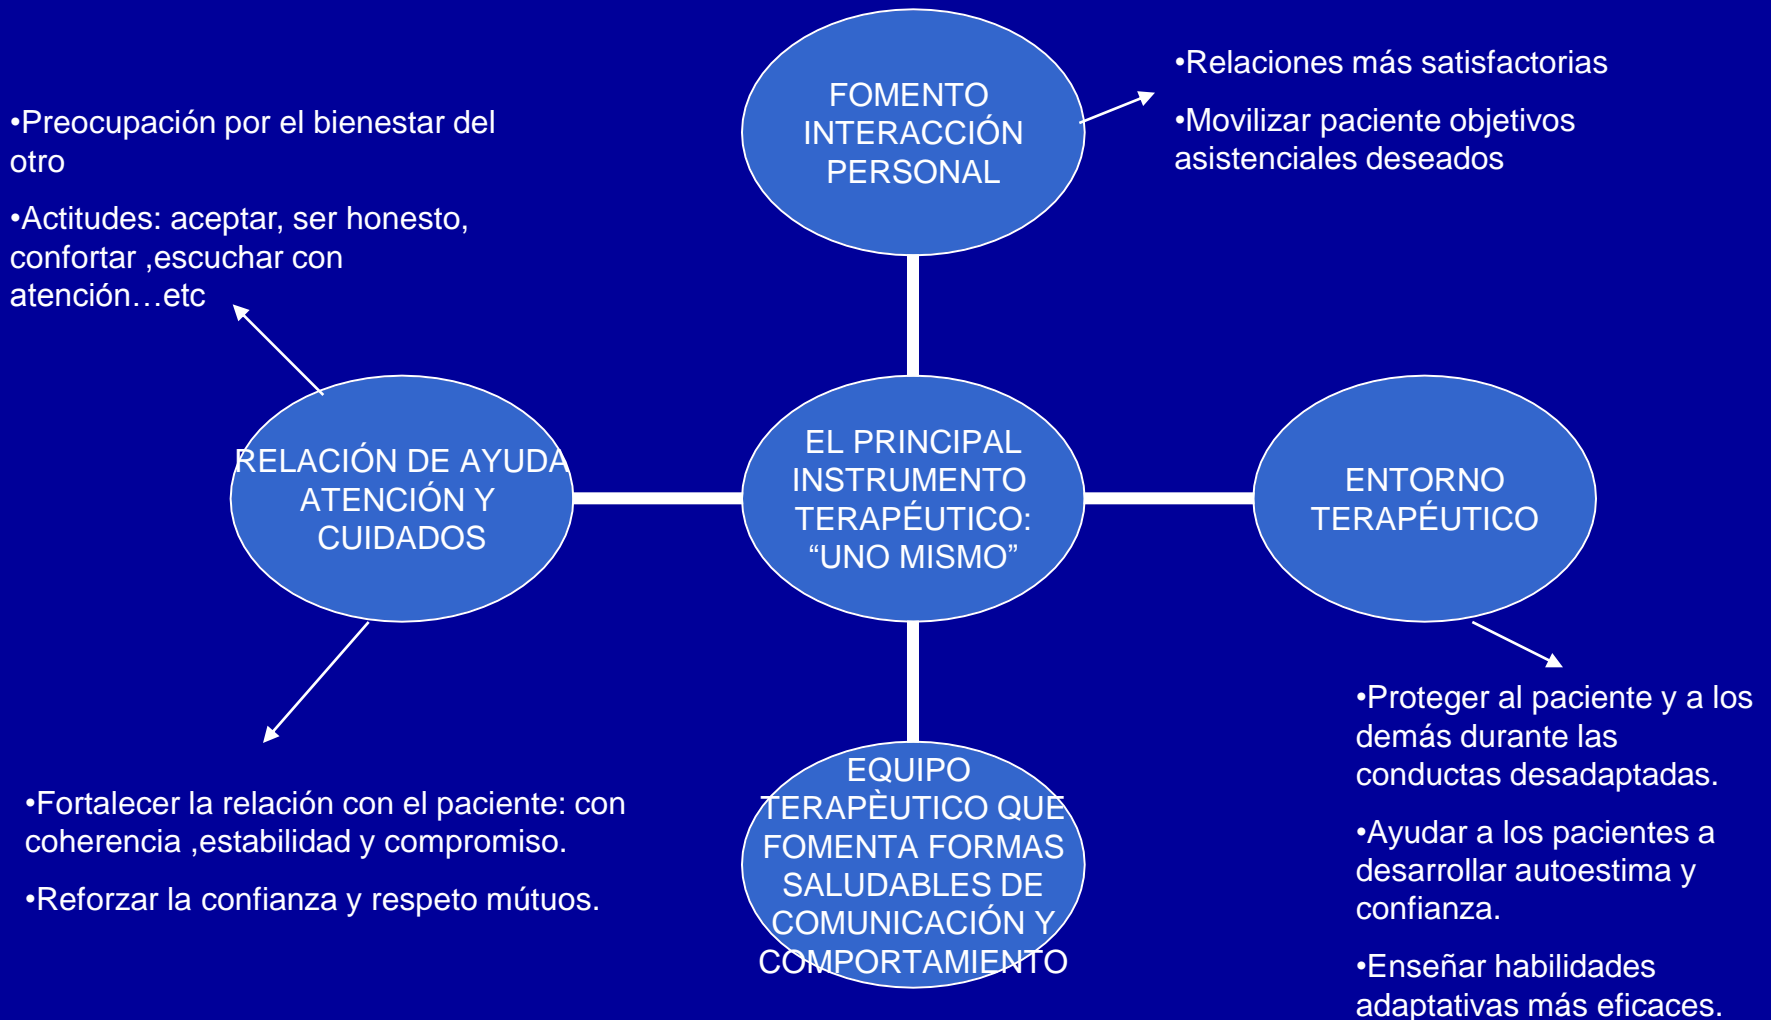 FOMENTO
INTERACCIÓN
PERSONAL
•Relaciones más satisfactorias
•Movilizar paciente objetivos
asistenciales deseados
•Preocupación por el bienestar del
otro
•Actitudes: aceptar, ser honesto,
confortar ,escuchar con
atención…etc
RELACIÓN DE AYUDA
ATENCIÓN Y
CUIDADOS
EL PRINCIPAL
INSTRUMENTO
TERAPÉUTICO:
“UNO MISMO”
ENTORNO
TERAPÉUTICO
•Fortalecer la relación con el paciente: con
coherencia ,estabilidad y compromiso.
•Reforzar la confianza y respeto mútuos.
EQUIPO
TERAPÈUTICO QUE
FOMENTA FORMAS
SALUDABLES DE
COMUNICACIÓN Y
COMPORTAMIENTO
•Proteger al paciente y a los
demás durante las
conductas desadaptadas.
•Ayudar a los pacientes a
desarrollar autoestima y
confianza.
•Enseñar habilidades
adaptativas más eficaces.